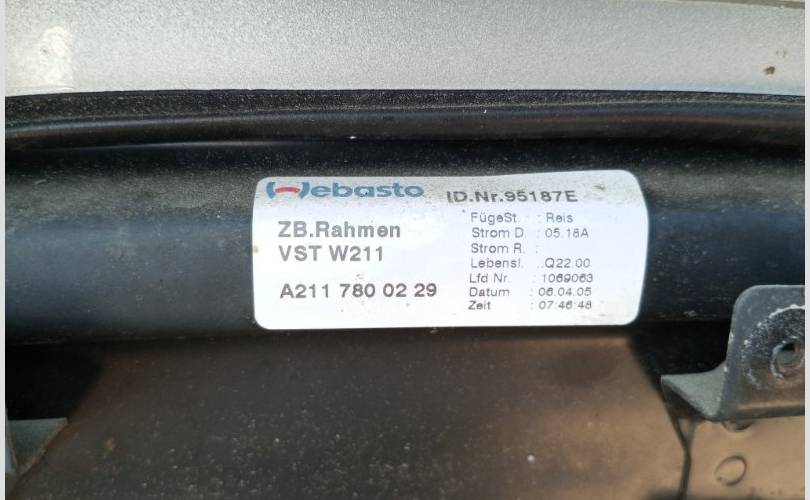 Webasto
ID.Nr.95187E
ZB.Rahmen
VST W211
A211 780 02 29
FügeSt. : Reis
Strom D. : 05.18A
Strom R. :
Lebensl. ..Q22.00
Lfd Nr. : 1069063
Datum : 06.04.05
Zeit : 07:46:48